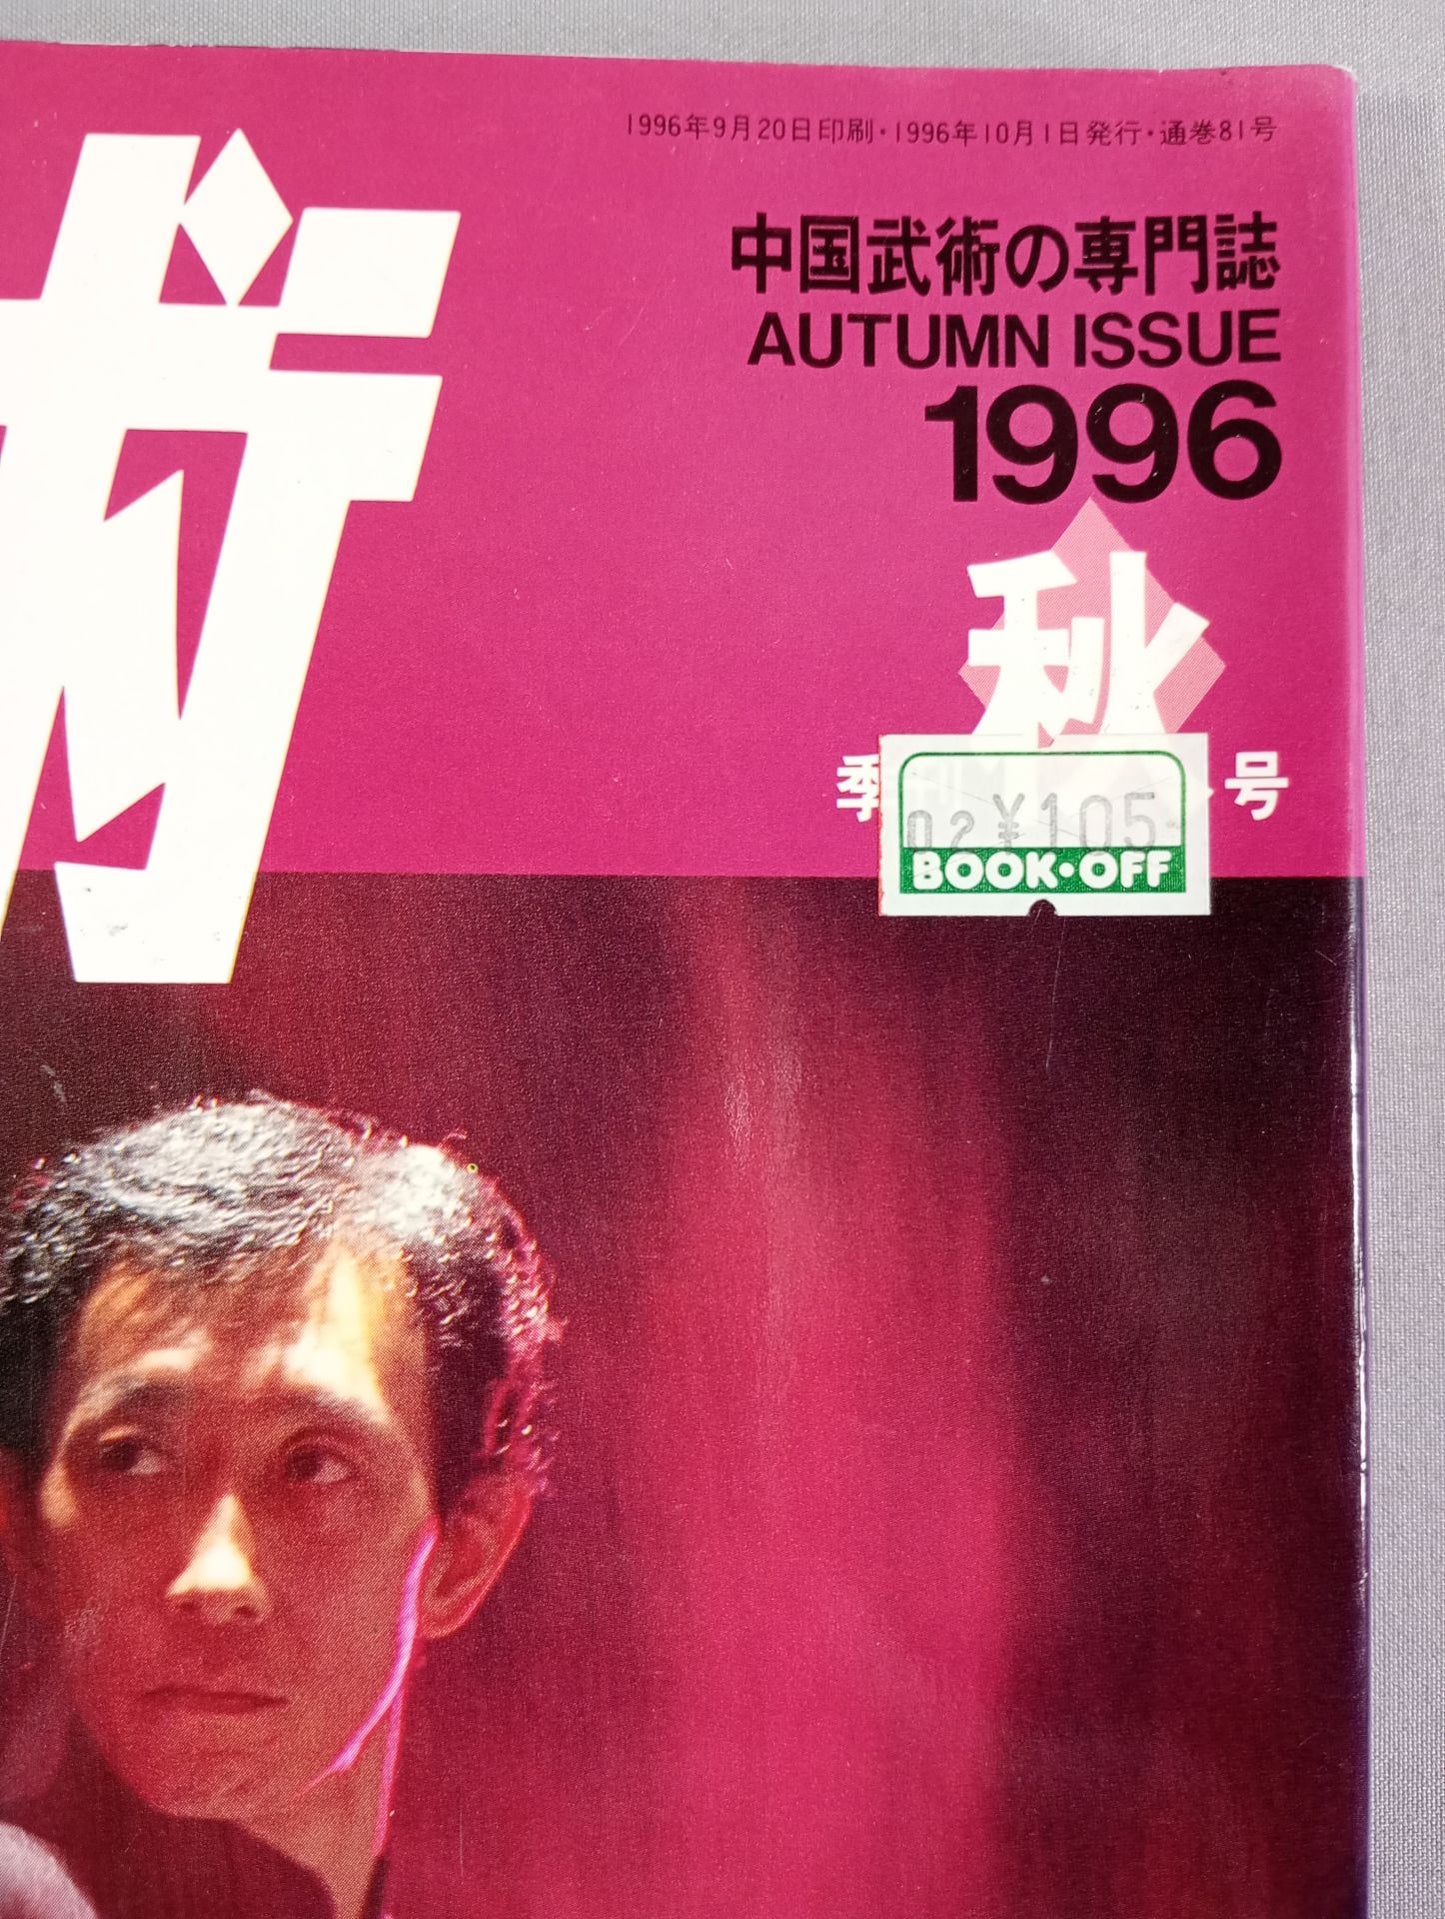 1996年9月20日印刷・1996年10月1日発行・通巻81号
術
中国武術の専門誌
AUTUMN ISSUE
1996
秋
季
号
02¥105
BOOK・OFF